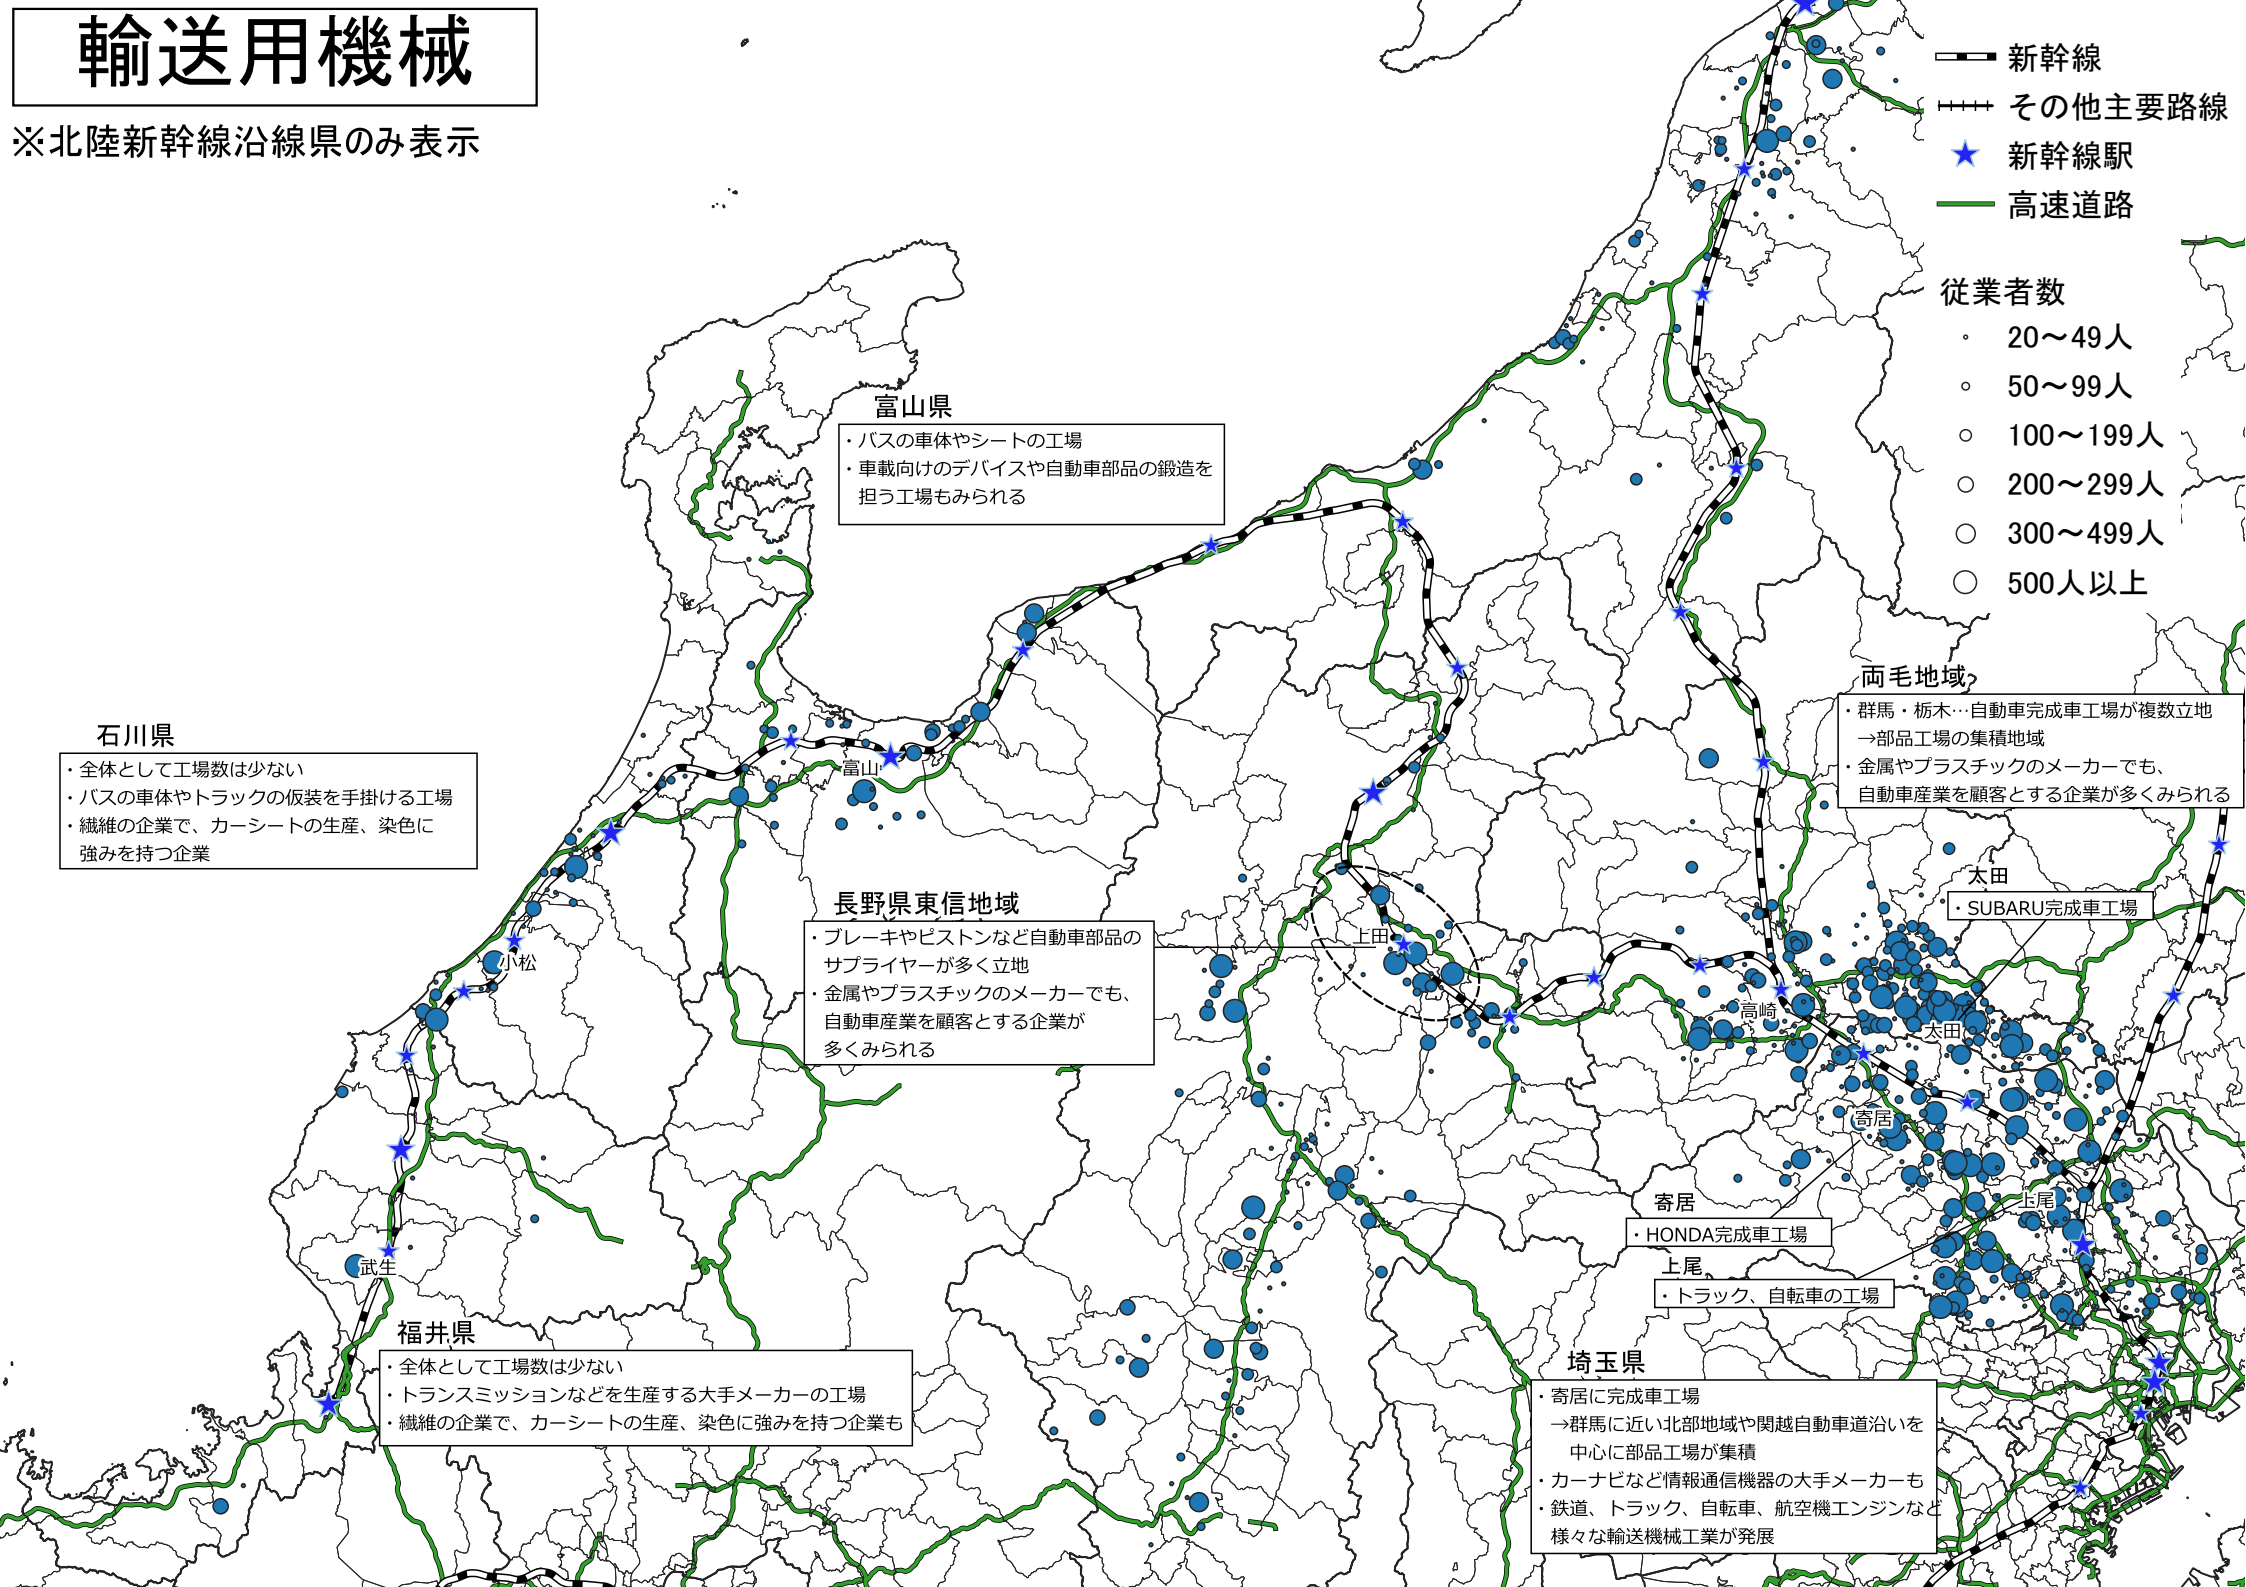 輸送用機械
※北陸新幹線沿線県のみ表示
新幹線
その他主要路線
新幹線駅
高速道路
従業者数
20～49人
50～99人
100～199人
200～299人
300～499人
500人以上
富山県
・バスの車体やシートの工場
・車載向けのデバイスや自動車部品の鍛造を
担う工場もみられる
両毛地域
・群馬・栃木…自動車完成車工場が複数立地
→部品工場の集積地域
・金属やプラスチックのメーカーでも、
自動車産業を顧客とする企業が多くみられる
石川県
・全体として工場数は少ない
・バスの車体やトラックの仮装を手掛ける工場
・繊維の企業で、カーシートの生産、染色に
強みを持つ企業
富山
太田
・SUBARU完成車工場
長野県東信地域
・ブレーキやピストンなど自動車部品の
サプライヤーが多く立地
・金属やプラスチックのメーカーでも、
自動車産業を顧客とする企業が
多くみられる
上田
小松
高崎
太田
寄居
寄居
・HONDA完成車工場
上尾
上尾
・トラック、自転車の工場
武生
福井県
・全体として工場数は少ない
・トランスミッションなどを生産する大手メーカーの工場
・繊維の企業で、カーシートの生産、染色に強みを持つ企業も
埼玉県
・寄居に完成車工場
→群馬に近い北部地域や関越自動車道沿いを
中心に部品工場が集積
・カーナビなど情報通信機器の大手メーカーも
・鉄道、トラック、自転車、航空機エンジンなど
様々な輸送機械工業が発展